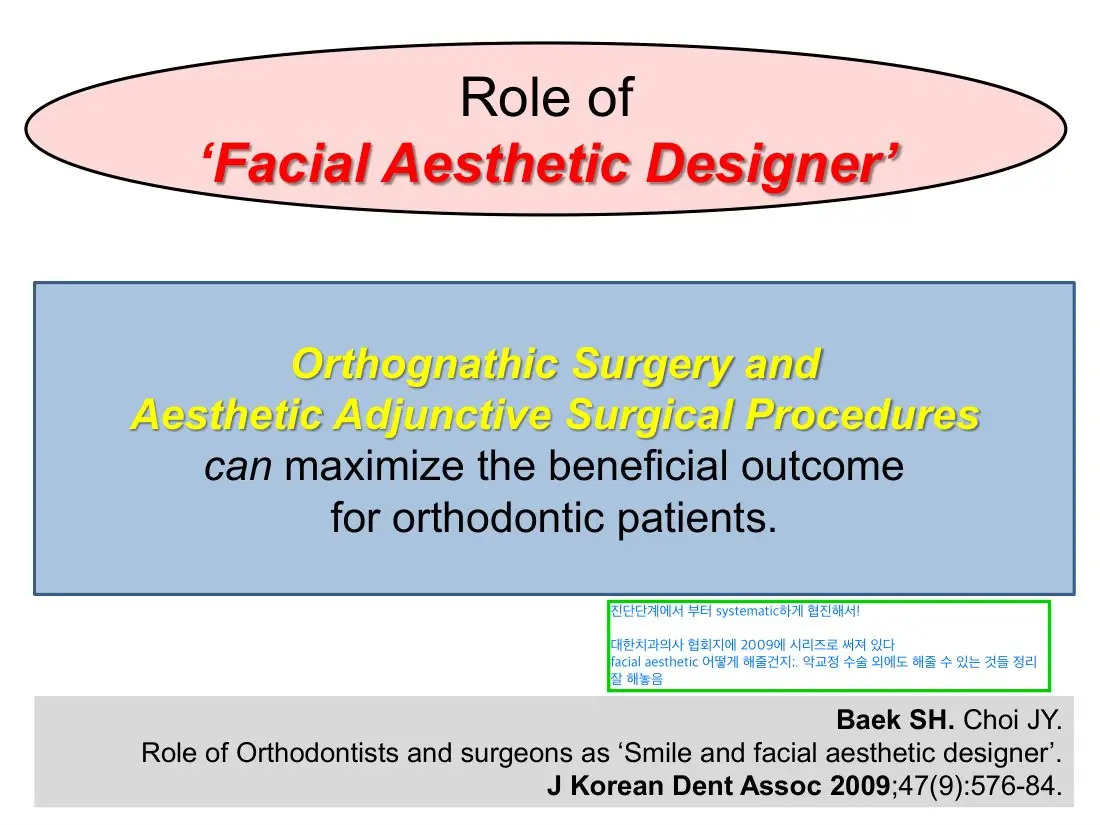 Role of
‘Facial Aesthetic Designer’
Orthognathic Surgery and
Aesthetic Adjunctive Surgical Procedures
can maximize the beneficial outcome
for orthodontic patients.
진단단계에서 부터 systematic하게 협진해서!
대한치과의사 협회지에 2009에 시리즈로 써져 있다
facial aesthetic 어떻게 해줄건지;. 악교정 수술 외에도 해줄 수 있는 것들 정리
잘 해놓음
Baek SH. Choi JY.
Role of Orthodontists and surgeons as ‘Smile and facial aesthetic designer’.
J Korean Dent Assoc 2009;47(9):576-84.